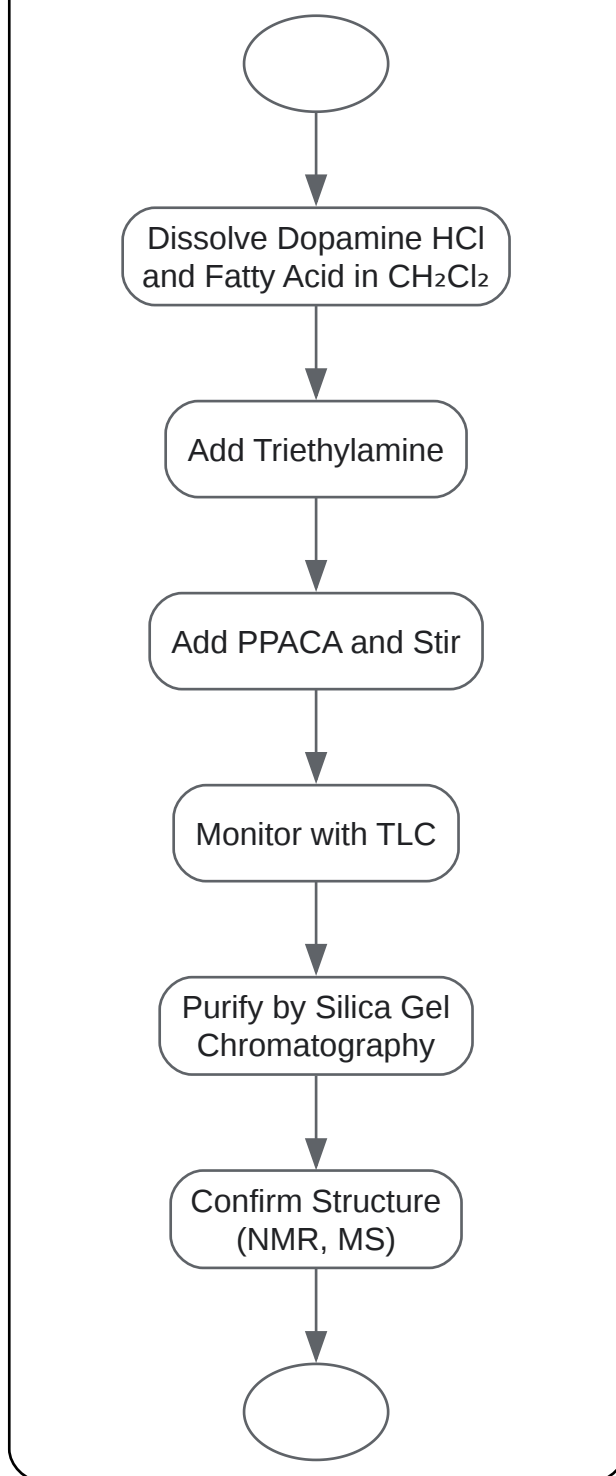 Dissolve Dopamine HCl
and Fatty Acid in CH₂Cl₂
Add Triethylamine
Add PPACA and Stir
Monitor with TLC
Purify by Silica Gel
Chromatography
Confirm Structure
(NMR, MS)